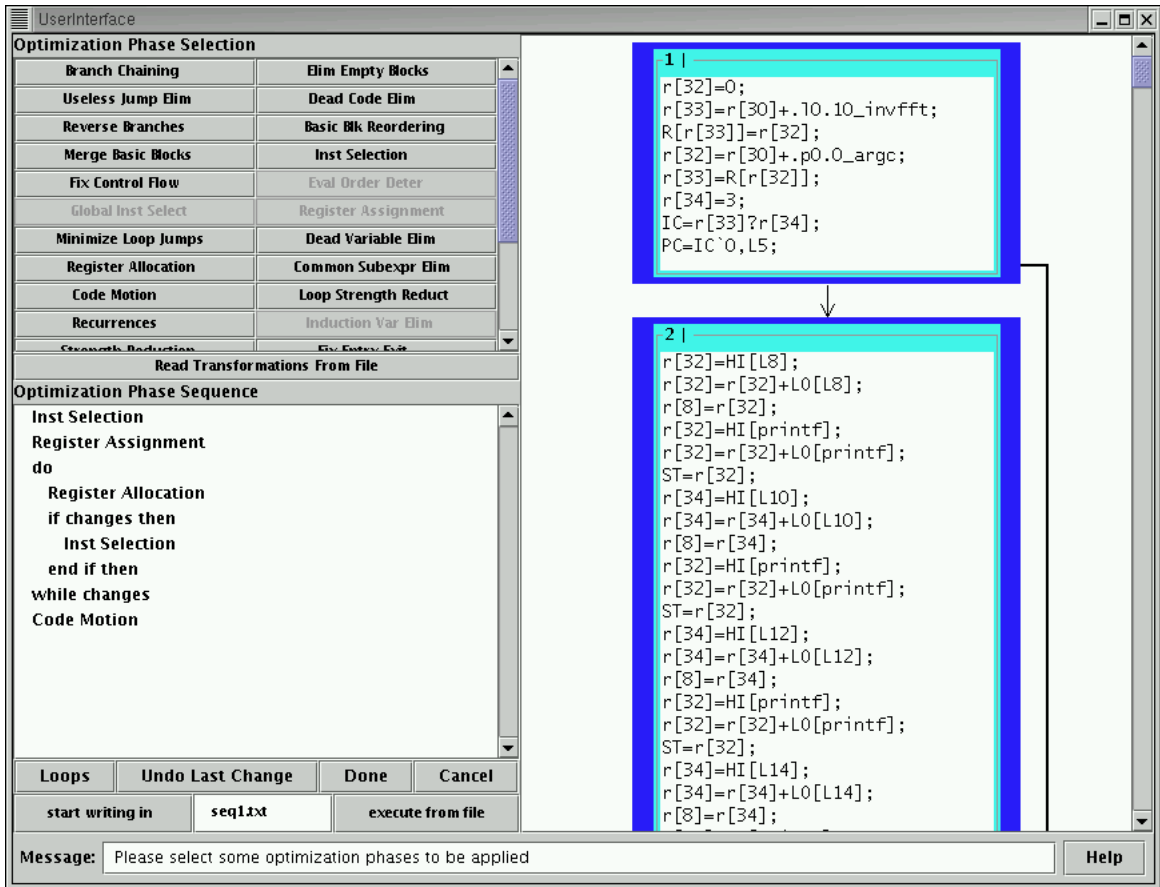 UserInterface
Optimization Phase Selection
Branch Chaining
Elim Empty Blocks
Useless Jump Elim
Dead Code Elim
Reverse Branches
Basic Blk Reordering
Merge Basic Blocks
Inst Selection
Fix Control Flow
Eval Order Deter
Global Inst Select
Register Assignment
Minimize Loop Jumps
Dead Variable Elim
Register Allocation
Common Subexpr Elim
Code Motion
Loop Strength Reduct
Recurrences
Induction Var Elim
Strength Reduction
Fix Entry Exit
Read Transformations From File
Optimization Phase Sequence
Inst Selection
Register Assignment
do
Register Allocation
if changes then
Inst Selection
end if then
while changes
Code Motion
Loops
Undo Last Change
Done
Cancel
start writing in
seq1.txt
execute from file
1 |
r[32]=0;
r[33]=r[30]+.l0.10_invfft;
R[r[33]]=r[32];
r[32]=r[30]+.p0.0_argc;
r[33]=R[r[32]];
r[34]=3;
IC=r[33]?r[34];
PC=IC`0,L5;
2 |
r[32]=HI[L8];
r[32]=r[32]+LO[L8];
r[8]=r[32];
r[32]=HI[printf];
r[32]=r[32]+LO[printf];
ST=r[32];
r[34]=HI[L10];
r[34]=r[34]+LO[L10];
r[8]=r[34];
r[32]=HI[printf];
r[32]=r[32]+LO[printf];
ST=r[32];
r[34]=HI[L12];
r[34]=r[34]+LO[L12];
r[8]=r[34];
r[32]=HI[printf];
r[32]=r[32]+LO[printf];
ST=r[32];
r[34]=HI[L14];
r[34]=r[34]+LO[L14];
r[8]=r[34];
Message: Please select some optimization phases to be applied
Help